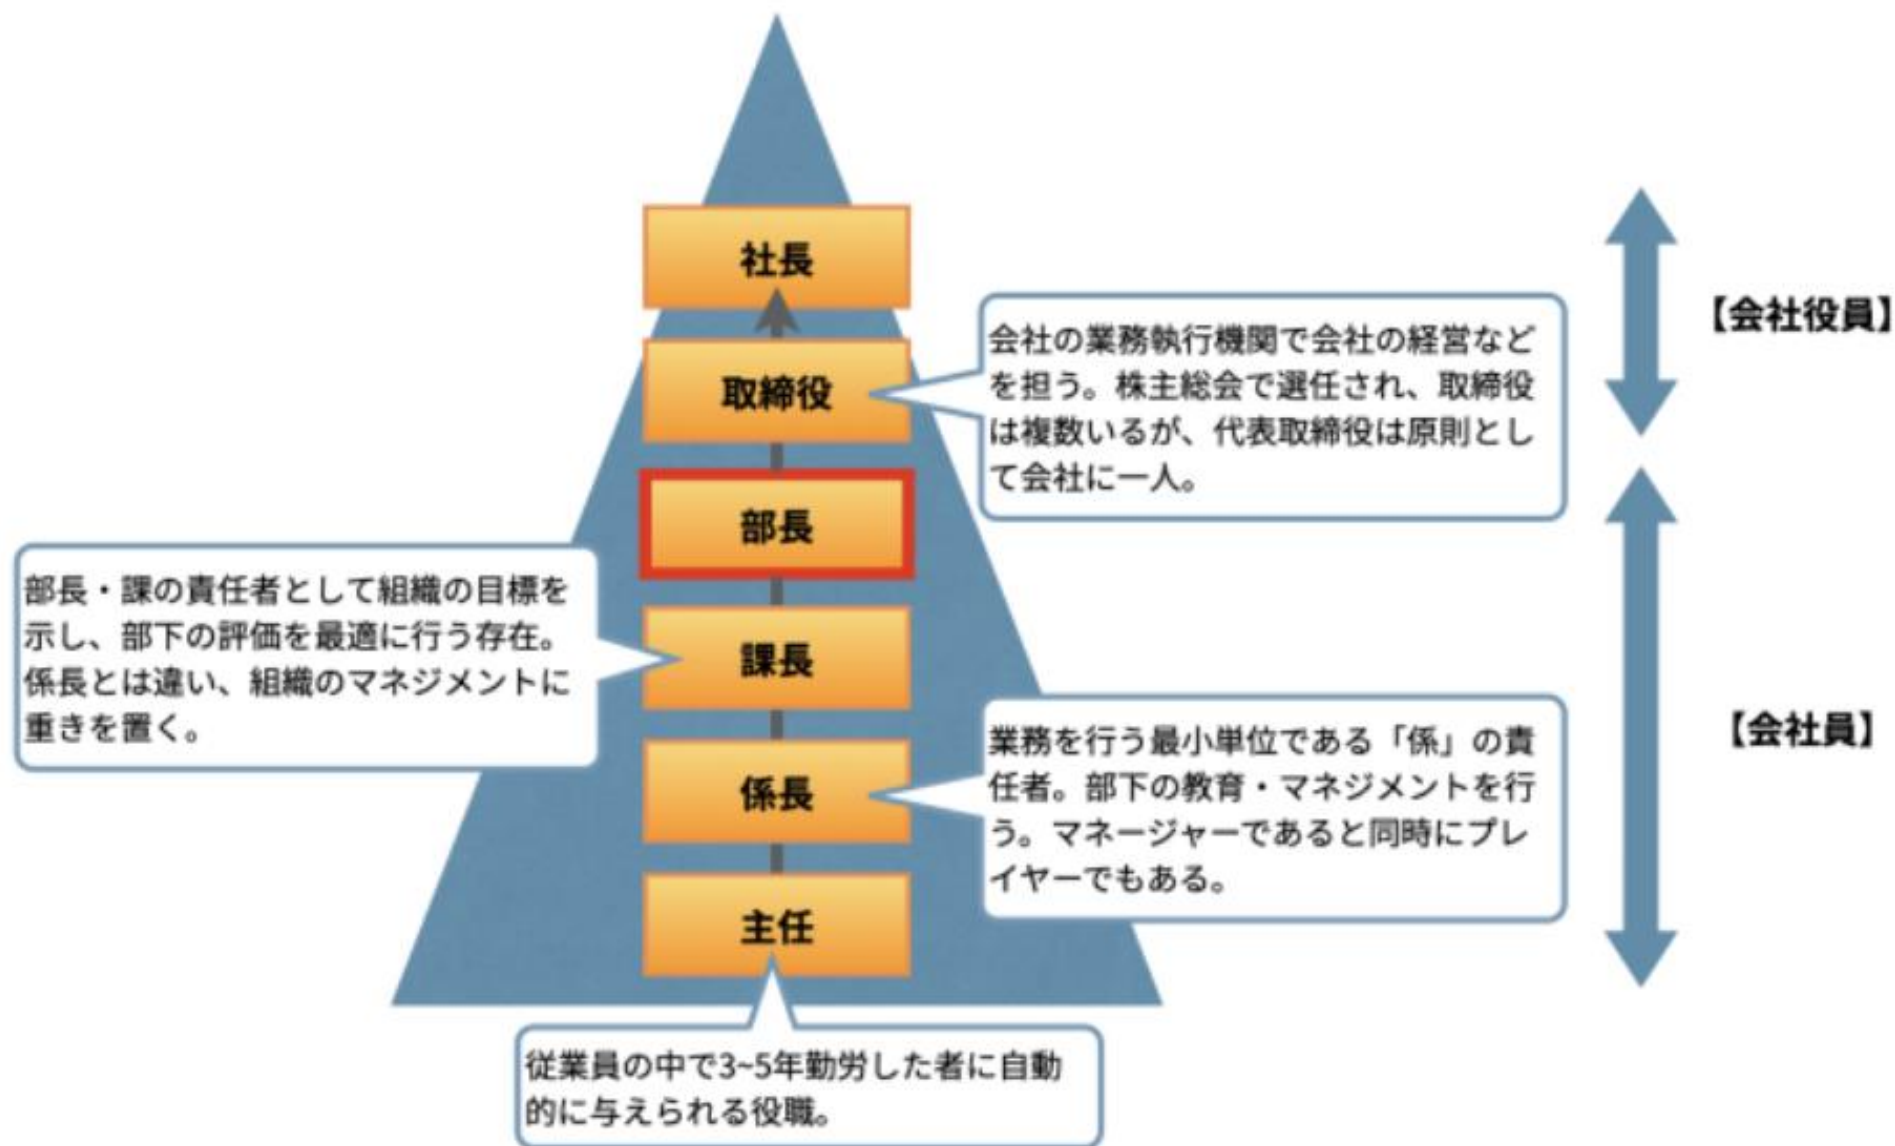 社長
取締役
会社の業務執行機関で会社の経営など
を担う。株主総会で選任され、取締役
は複数いるが、代表取締役は原則とし
て会社に一人。
【会社役員】
部長
部長・課の責任者として組織の目標を
示し、部下の評価を最適に行う存在。
係長とは違い、組織のマネジメントに
重きを置く。
課長
係長
業務を行う最小単位である「係」の責
任者。部下の教育・マネジメントを行
う。マネージャーであると同時にプレ
イヤーでもある。
【会社員】
主任
従業員の中で3~5年勤労した者に自動
的に与えられる役職。